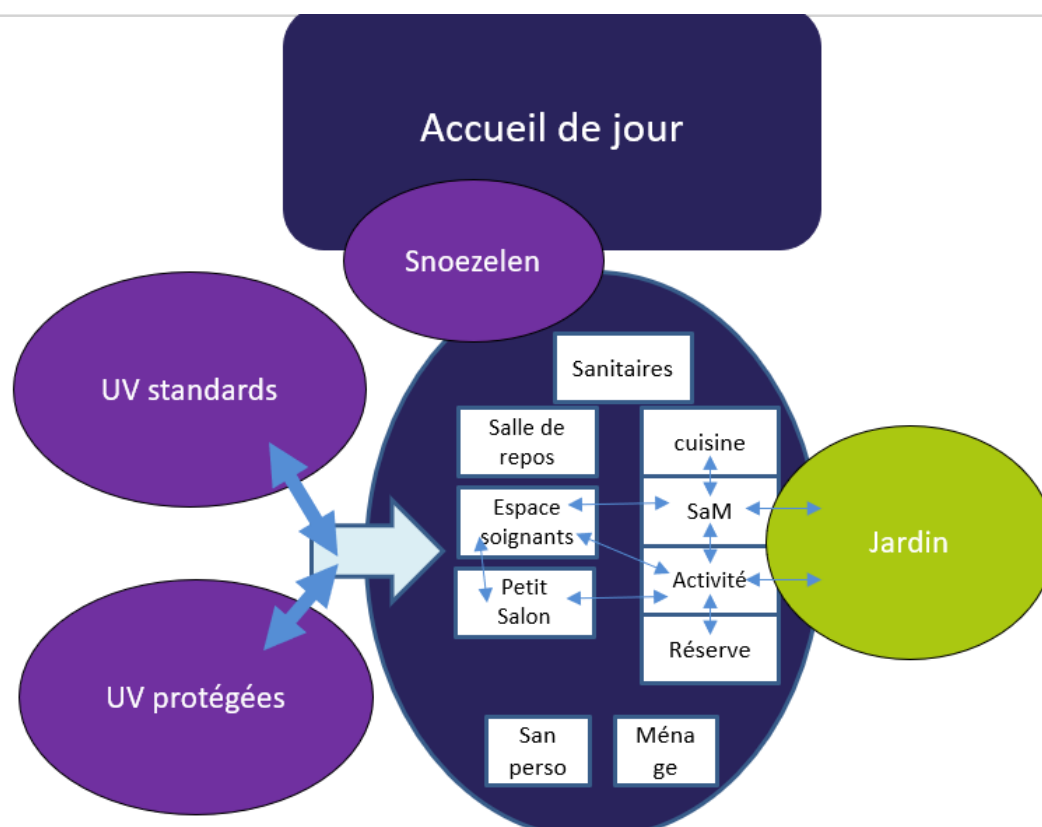 Accueil de jour
Snoezelen
UV standards
Sanitaires
Salle de
repos
cuisine
Espace
soignants
SaM
Jardin
Petit
Salon
Activité
Réserve
UV protégées
San
perso
Ména
ge